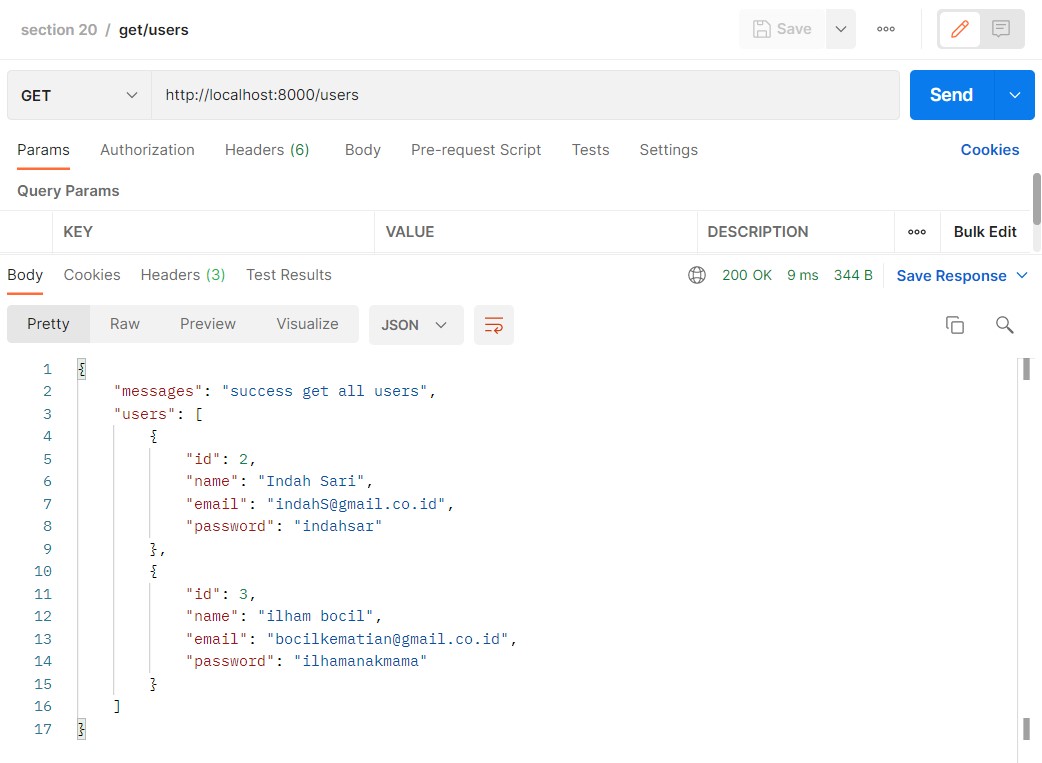 section 20 / get/users
Save
GET
http://localhost:8000/users
Send
Params Authorization Headers (6) Body Pre-request Script Tests Settings Cookies
Query Params
KEY VALUE DESCRIPTION Bulk Edit
Body Cookies Headers (3) Test Results 200 OK 9 ms 344 B Save Response
Pretty Raw Preview Visualize JSON
1 {
2 "messages": "success get all users",
3 "users": [
4 {
5 "id": 2,
6 "name": "Indah Sari",
7 "email": "indahS@gmail.co.id",
8 "password": "indahsar"
9 },
10 {
11 "id": 3,
12 "name": "ilham bocil",
13 "email": "bocilkematian@gmail.co.id",
14 "password": "ilhamanakmama"
15 }
16 ]
17 }